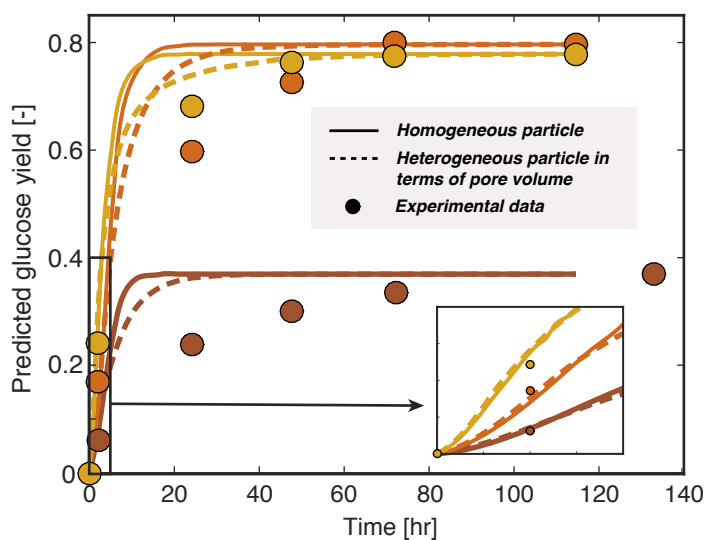 0.8
0.6
0.4
0.2
0
Predicted glucose yield [-]
Homogeneous particle
Heterogeneous particle in
terms of pore volume
Experimental data
0 20 40 60 80 100 120 140
Time [hr]